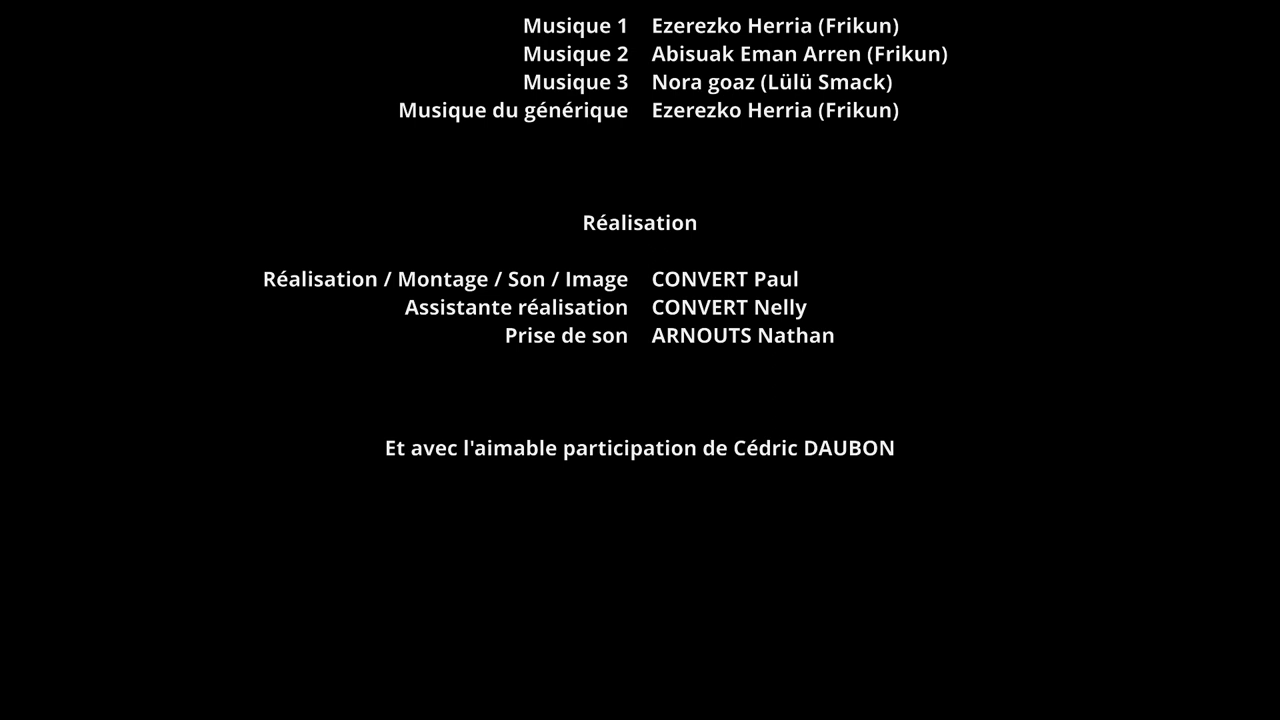 Musique 1 Ezerezko Herria (Frikun)
Musique 2 Abisuak Eman Arren (Frikun)
Musique 3 Nora goaz (Lülü Smack)
Musique du générique Ezerezko Herria (Frikun)
Réalisation
Réalisation / Montage / Son / Image CONVERT Paul
Assistante réalisation CONVERT Nelly
Prise de son ARNOUTS Nathan
Et avec l'aimable participation de Cédric DAUBON